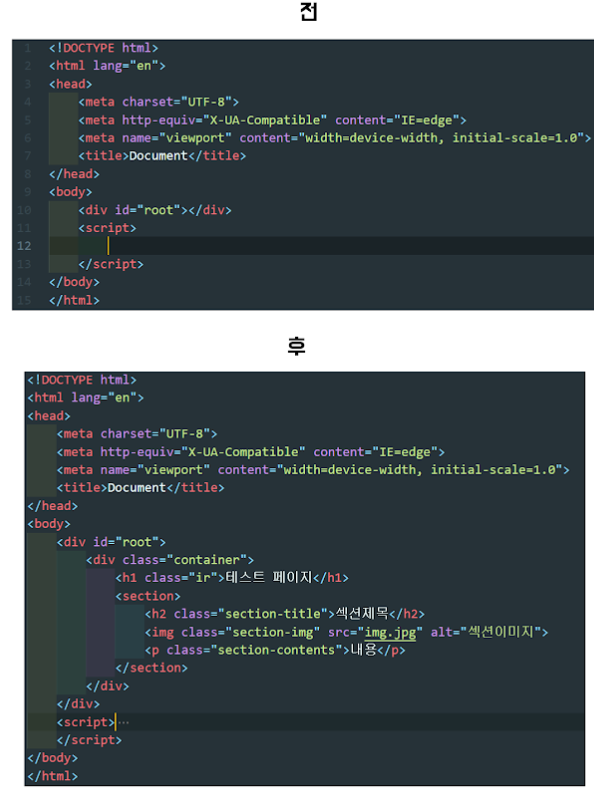 전
1 <!DOCTYPE html>
2 <html lang="en">
3 <head>
4 <meta charset="UTF-8">
5 <meta http-equiv="X-UA-Compatible" content="IE=edge">
6 <meta name="viewport" content="width=device-width, initial-scale=1.0">
7 <title>Document</title>
8 </head>
9 <body>
10 <div id="root"></div>
11 <script>
12
13 </script>
14 </body>
15 </html>
후
<!DOCTYPE html>
<html lang="en">
<head>
<meta charset="UTF-8">
<meta http-equiv="X-UA-Compatible" content="IE=edge">
<meta name="viewport" content="width=device-width, initial-scale=1.0">
<title>Document</title>
</head>
<body>
<div id="root">
<div class="container">
<h1 class="ir">테스트 페이지</h1>
<section>
<h2 class="section-title">섹션제목</h2>
<img class="section-img" src="img.jpg" alt="섹션이미지">
<p class="section-contents">내용</p>
</section>
</div>
</div>
<script>…
</script>
</body>
</html>